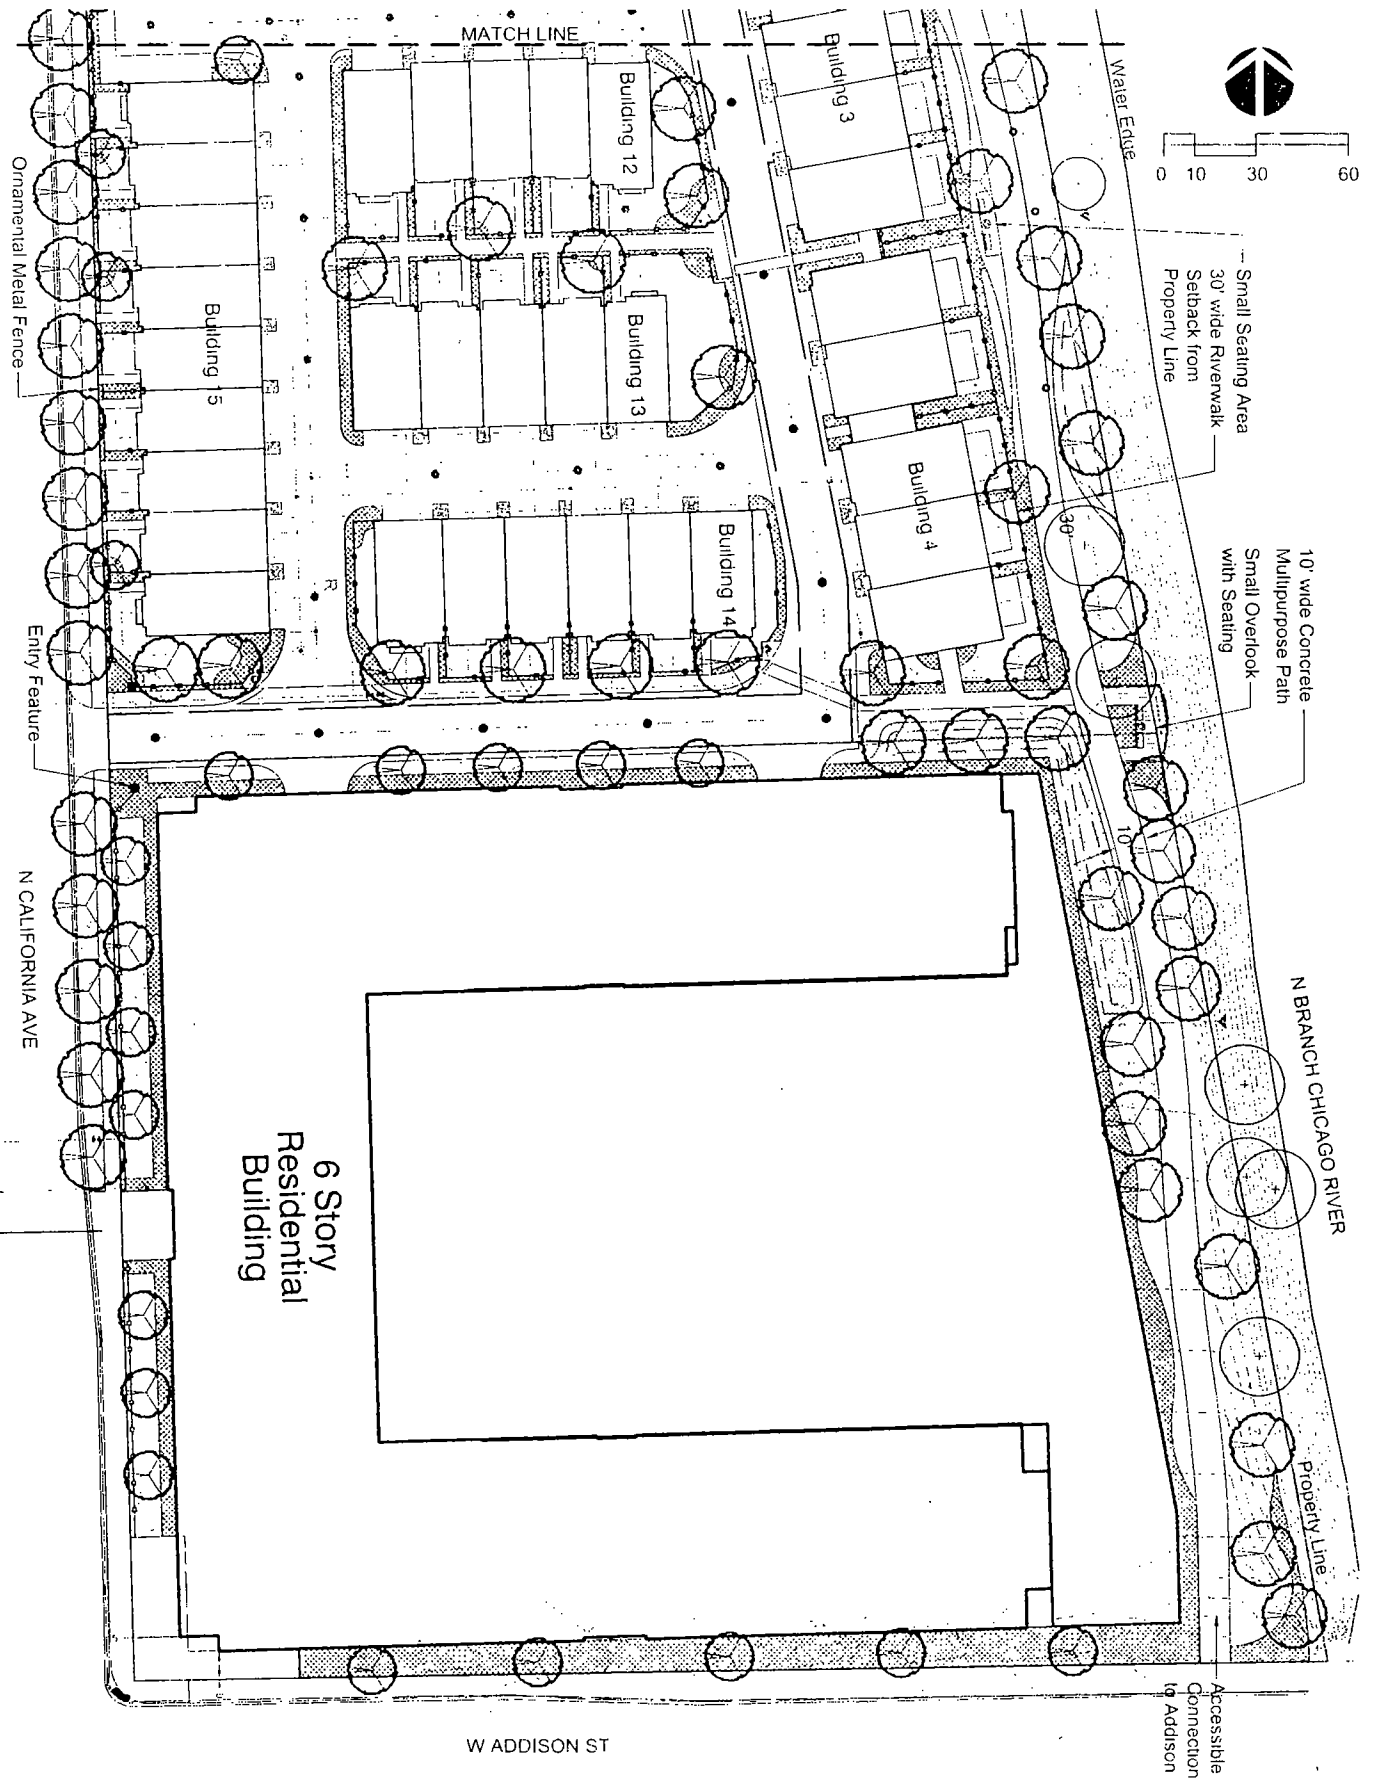 MATCH LINE
Building 12
Building 3
Water Edge
0 10 30 60
Small Seating Area
30' wide Riverwalk
Setback from
Property Line
Ornamental Metal Fence
Building 15
Building 13
Building 4
30'
Building 14
R
10' wide Concrete
Multipurpose Path
Small Overlook
with Seating
Entry Feature
10'
N CALIFORNIA AVE
N BRANCH CHICAGO RIVER
6 Story
Residential
Building
Property Line
Accessible
Connection
to Addison
W ADDISON ST